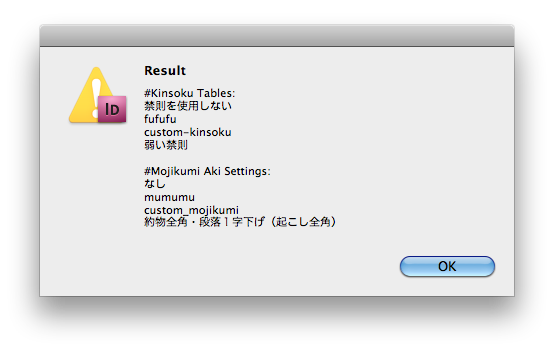 ID
Result
#Kinsoku Tables:
禁則を使用しない
fufufu
custom-kinsoku
弱い禁則
#Mojikumi Aki Settings:
なし
mumumu
custom_mojikumi
約物全角・段落1字下げ（起こし全角）
OK